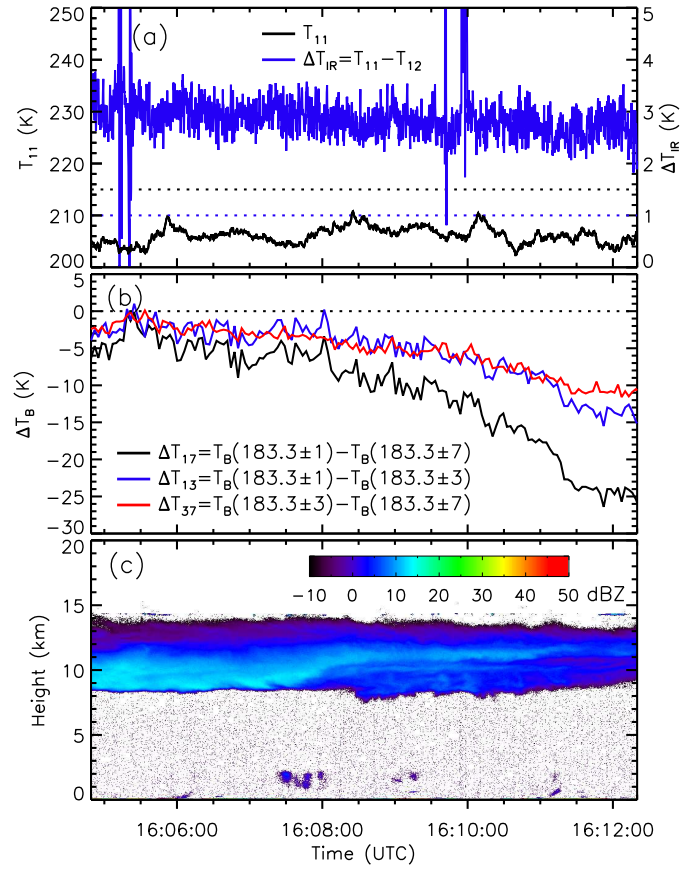 (a)
T11
ΔTIR=T11−T12
250
240
230
220
210
200
T11 (K)
5
4
3
2
1
0
ΔTIR (K)
(b)
5
0
−5
−10
−15
−20
−25
−30
ΔTB (K)
ΔT17=TB(183.3±1)−TB(183.3±7)
ΔT13=TB(183.3±1)−TB(183.3±3)
ΔT37=TB(183.3±3)−TB(183.3±7)
(c)
−10 0 10 20 30 40 50 dBZ
20
15
10
5
0
Height (km)
16:06:00 16:08:00 16:10:00 16:12:00
Time (UTC)